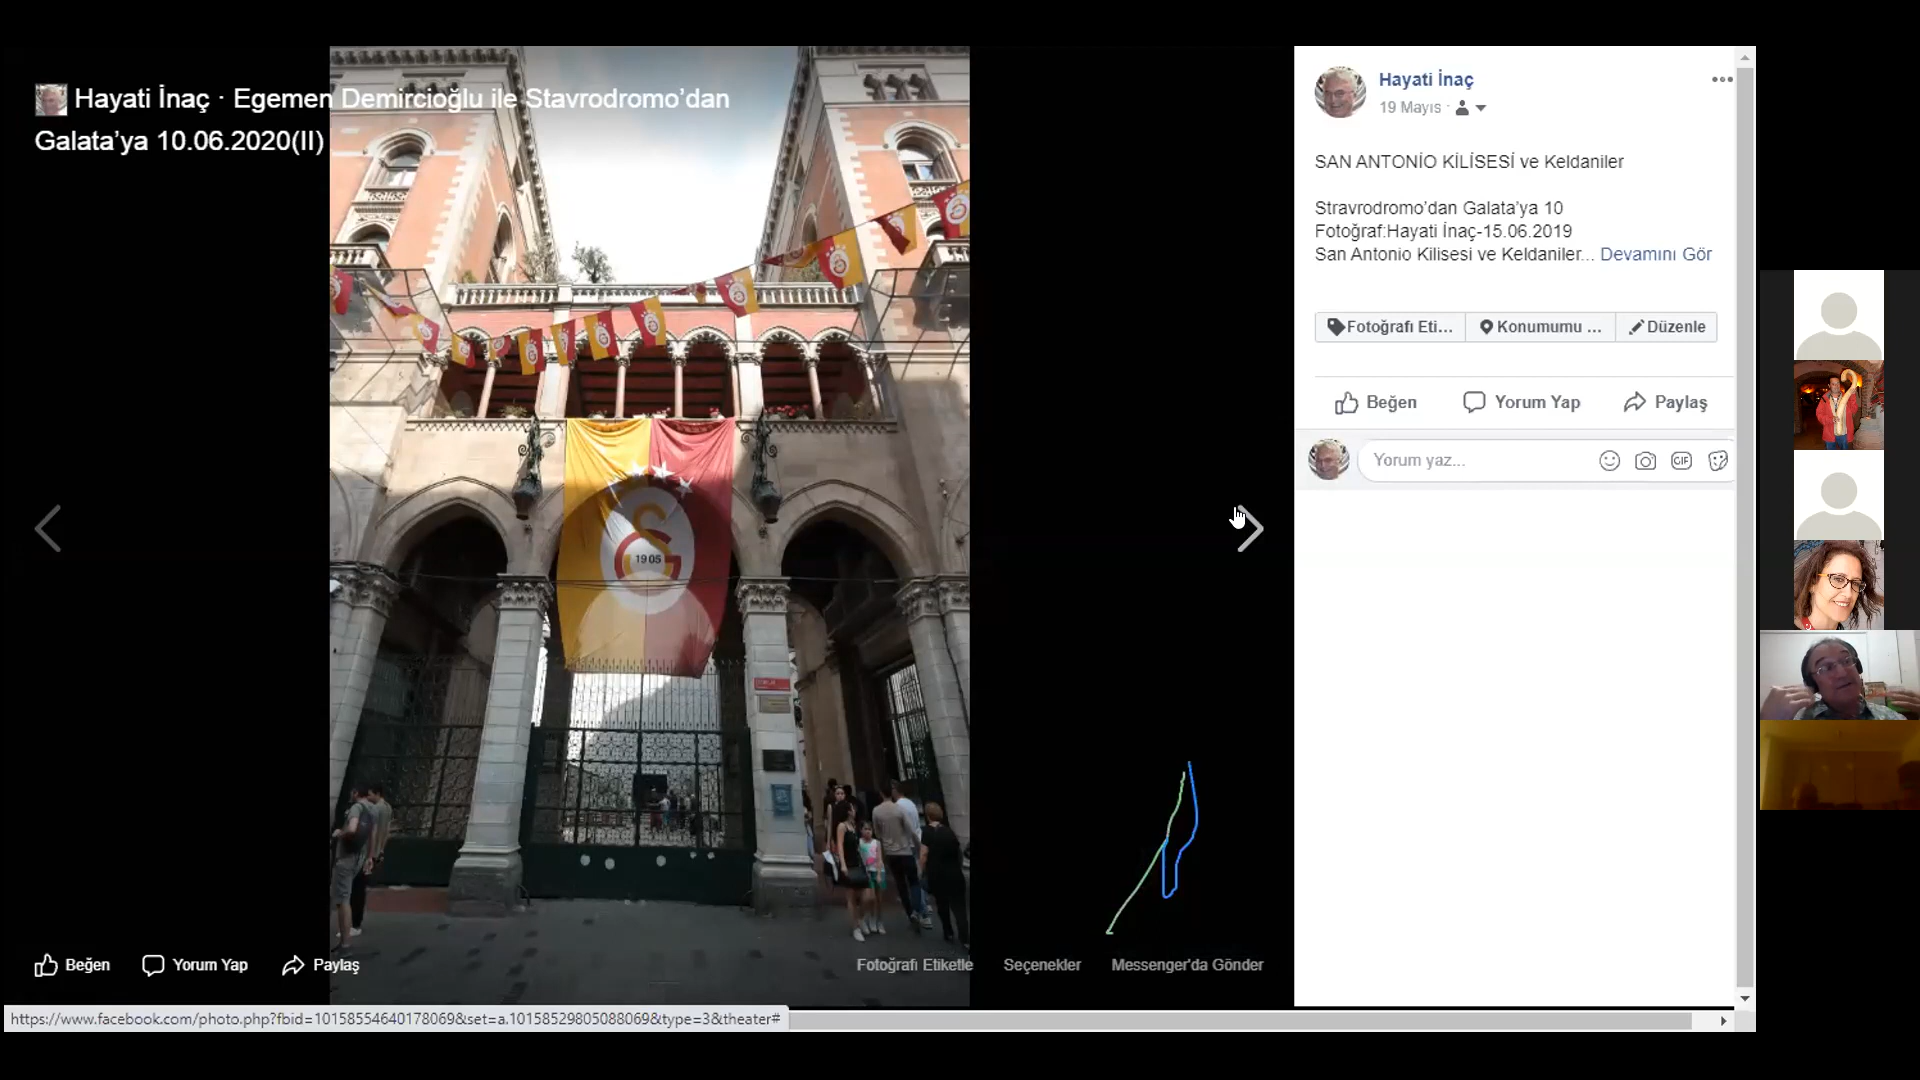 Hayati İnaç · Egemen Demircioğlu ile Stavrodromo’dan
Galata’ya 10.06.2020(II)
1905
Beğen
Yorum Yap
Paylaş
Fotoğrafı Etiketle
Seçenekler
Messenger'da Gönder
https://www.facebook.com/photo.php?fbid=10158554640178069&set=a.10158529805088069&type=3&theater#
Hayati İnaç
19 Mayıs ·
SAN ANTONİO KİLİSESİ ve Keldaniler
Stravrodromo’dan Galata’ya 10
Fotoğraf:Hayati İnaç-15.06.2019
San Antonio Kilisesi ve Keldaniler... Devamını Gör
Fotoğrafı Eti...
Konumumu ...
Düzenle
Beğen
Yorum Yap
Paylaş
Yorum yaz...
GIF